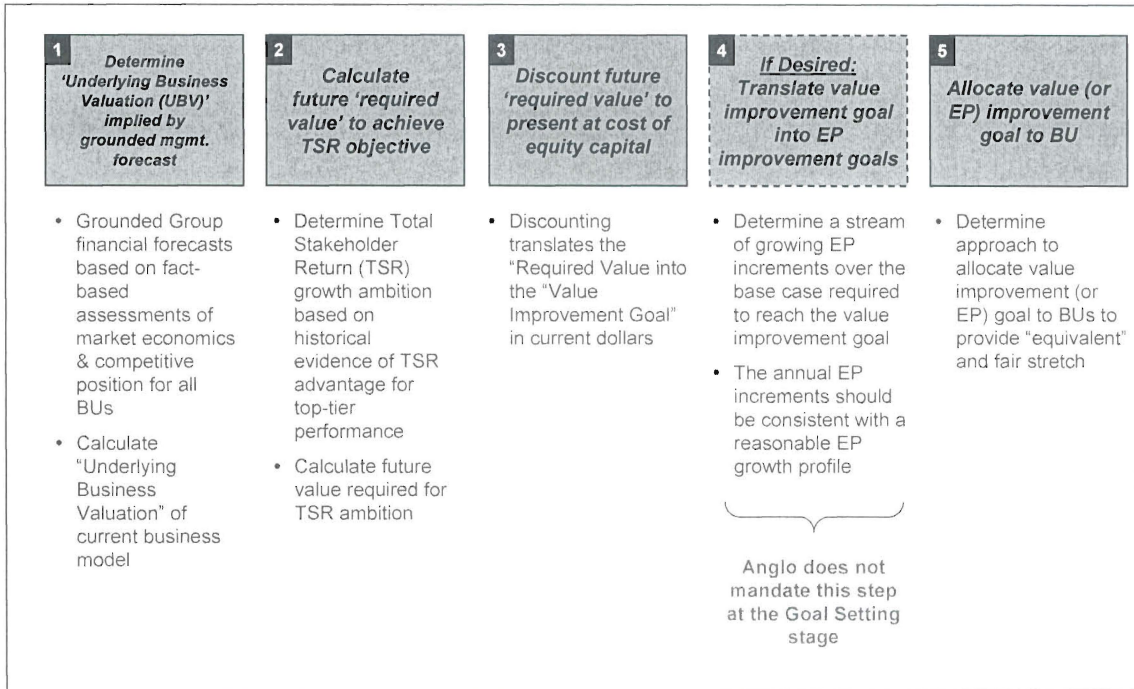 1
Determine
'Underlying Business
Valuation (UBV)'
implied by
grounded mgmt.
forecast
• Grounded Group
financial forecasts
based on fact-
based
assessments of
market economics
& competitive
position for all
BUs
• Calculate
"Underlying
Business
Valuation" of
current business
model
2
Calculate
future 'required
value' to achieve
TSR objective
• Determine Total
Stakeholder
Return (TSR)
growth ambition
based on
historical
evidence of TSR
advantage for
top-tier
performance
• Calculate future
value required for
TSR ambition
3
Discount future
'required value' to
present at cost of
equity capital
• Discounting
translates the
"Required Value into
the "Value
Improvement Goal"
in current dollars
4
If Desired:
Translate value
improvement goal
into EP
improvement goals
• Determine a stream
of growing EP
increments over the
base case required
to reach the value
improvement goal
• The annual EP
increments should
be consistent with a
reasonable EP
growth profile
Anglo does not
mandate this step
at the Goal Setting
stage
5
Allocate value (or
EP) improvement
goal to BU
• Determine
approach to
allocate value
improvement (or
EP) goal to BUs to
provide "equivalent"
and fair stretch